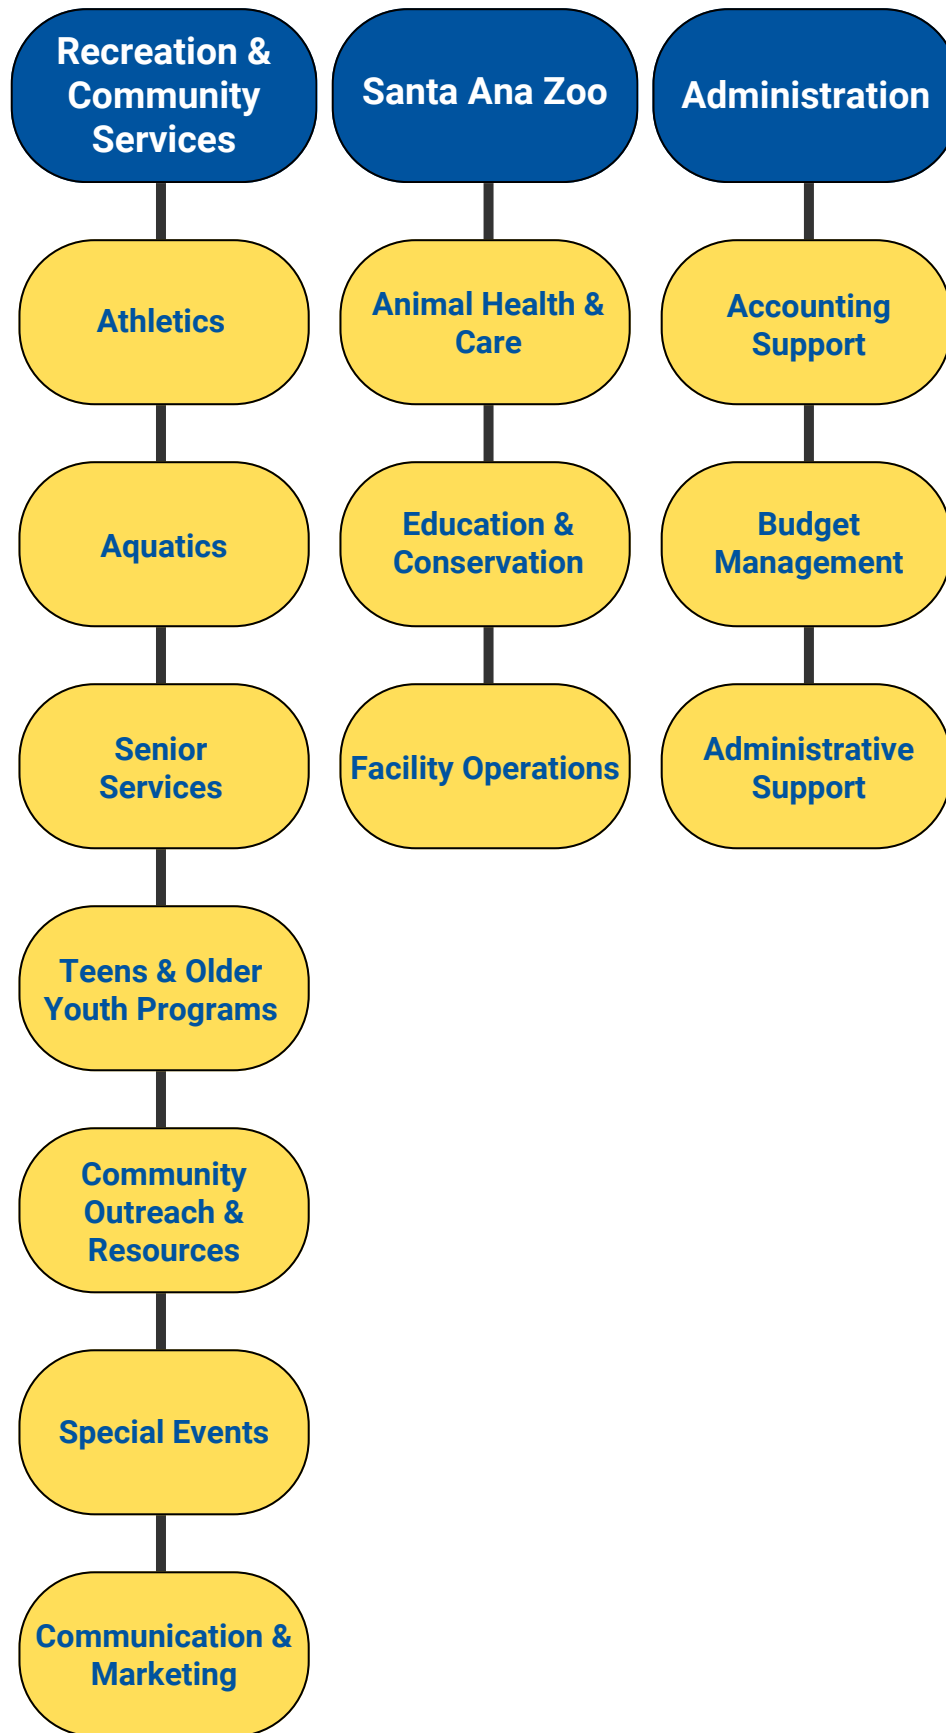 Recreation &
Community
Services
Athletics
Aquatics
Senior
Services
Teens & Older
Youth Programs
Community
Outreach &
Resources
Special Events
Communication &
Marketing
Santa Ana Zoo
Animal Health &
Care
Education &
Conservation
Facility Operations
Administration
Accounting
Support
Budget
Management
Administrative
Support